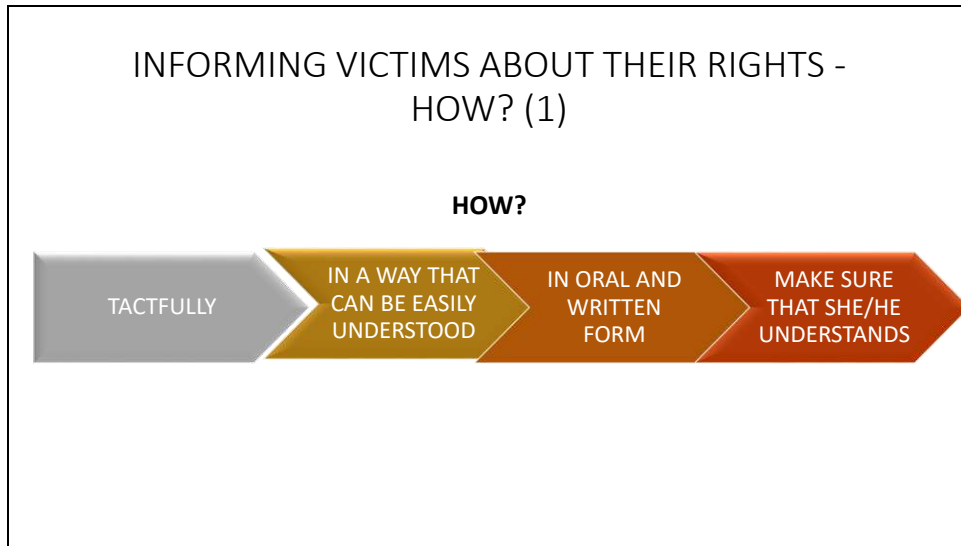 INFORMING VICTIMS ABOUT THEIR RIGHTS -
HOW? (1)
HOW?
TACTFULLY
IN A WAY THAT
CAN BE EASILY
UNDERSTOOD
IN ORAL AND
WRITTEN
FORM
MAKE SURE
THAT SHE/HE
UNDERSTANDS